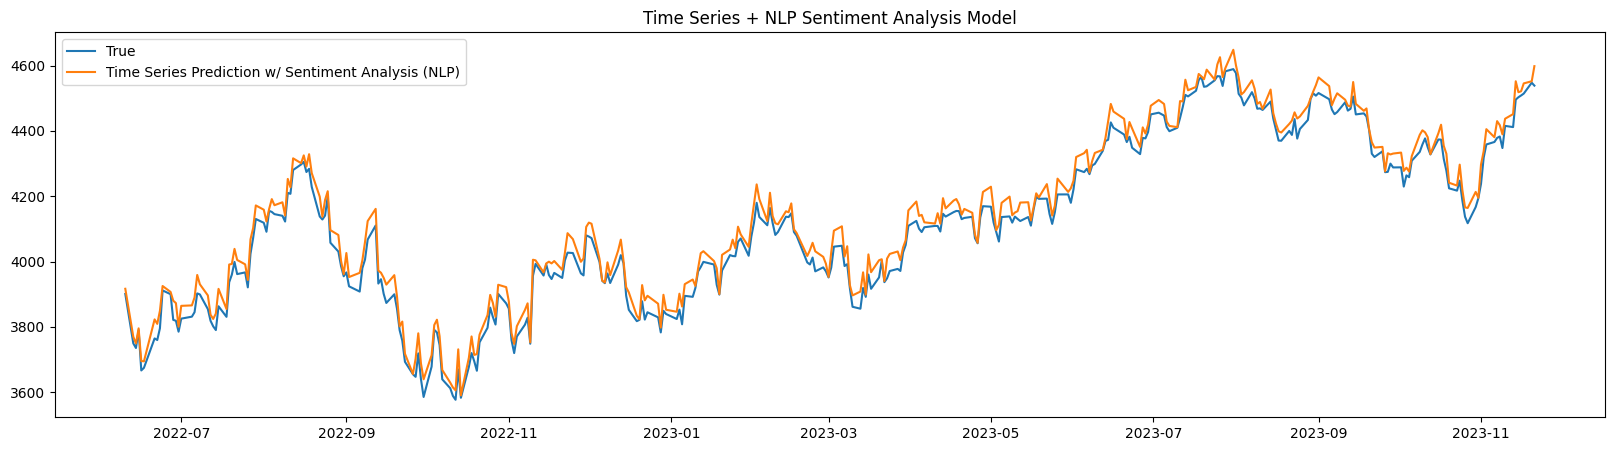 Time Series + NLP Sentiment Analysis Model
True
Time Series Prediction w/ Sentiment Analysis (NLP)
4600
4400
4200
4000
3800
3600
2022-07 2022-09 2022-11 2023-01 2023-03 2023-05 2023-07 2023-09 2023-11